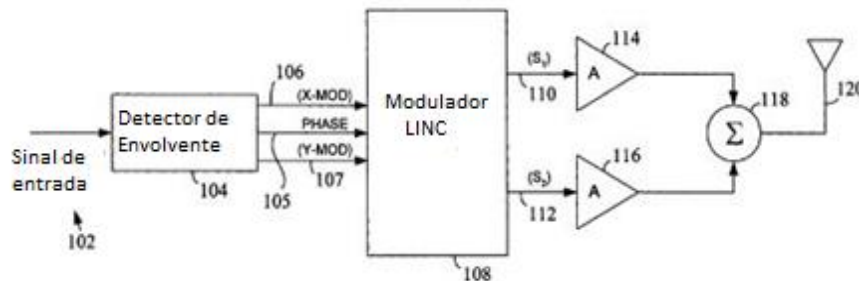 106
(X-MOD)
114
(S₁)
A
110
Modulador
LINC
Detector de
Envolvente
PHASE
118
120
Σ
Sinal de
entrada
(Y-MOD)
104
105
107
116
(S₂)
A
112
102
108